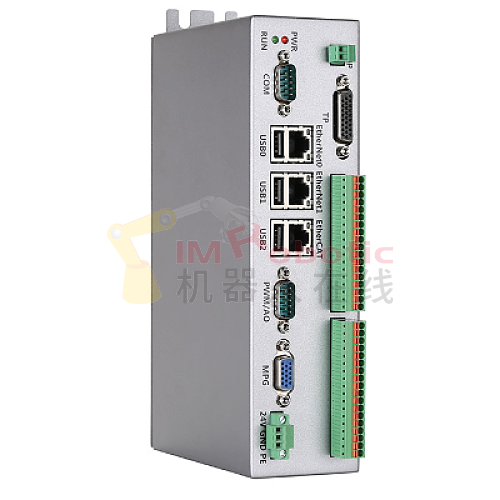 RUN
PWR
COM
P
TP
USB0
EtherNet0
USB1
EtherNet1
USB2
EtherCAT
IMRobotic
机器人在线
PWM/AO
MPG
24V GND PE